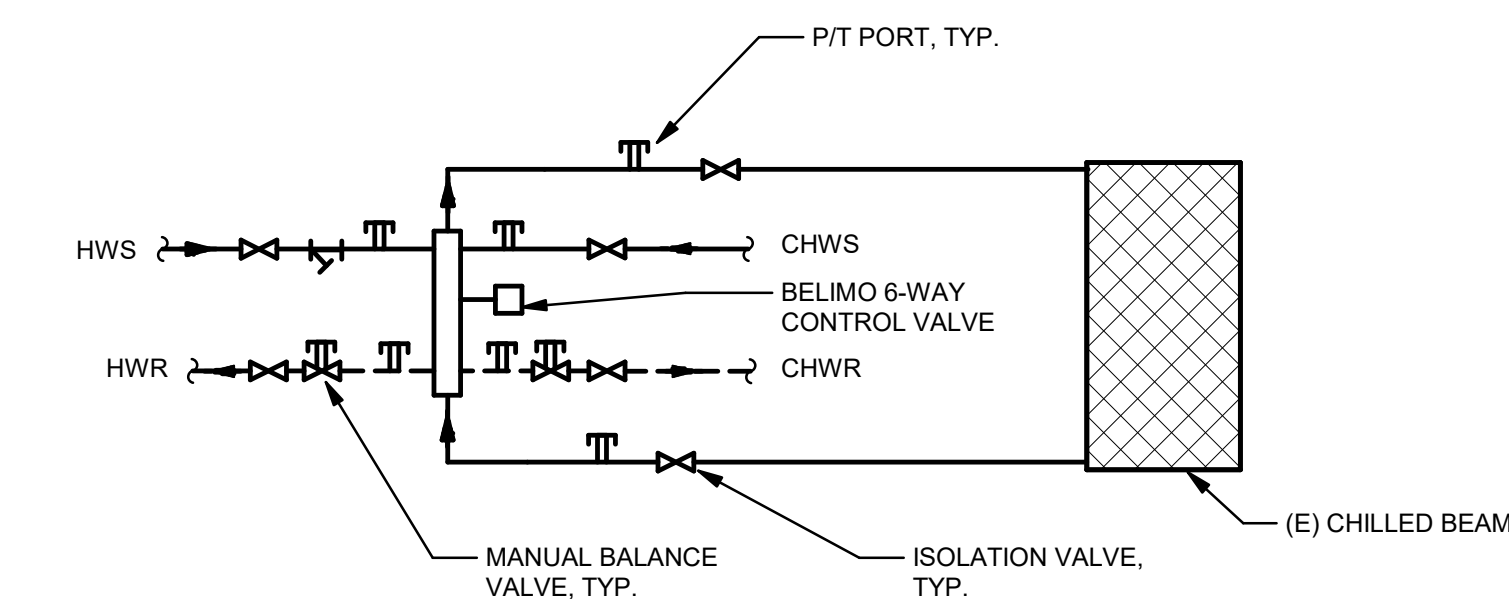 P/T PORT, TYP.
HWS
CHWS
BELIMO 6-WAY
CONTROL VALVE
HWR
CHWR
MANUAL BALANCE
VALVE, TYP.
ISOLATION VALVE,
TYP.
(E) CHILLED BEAM